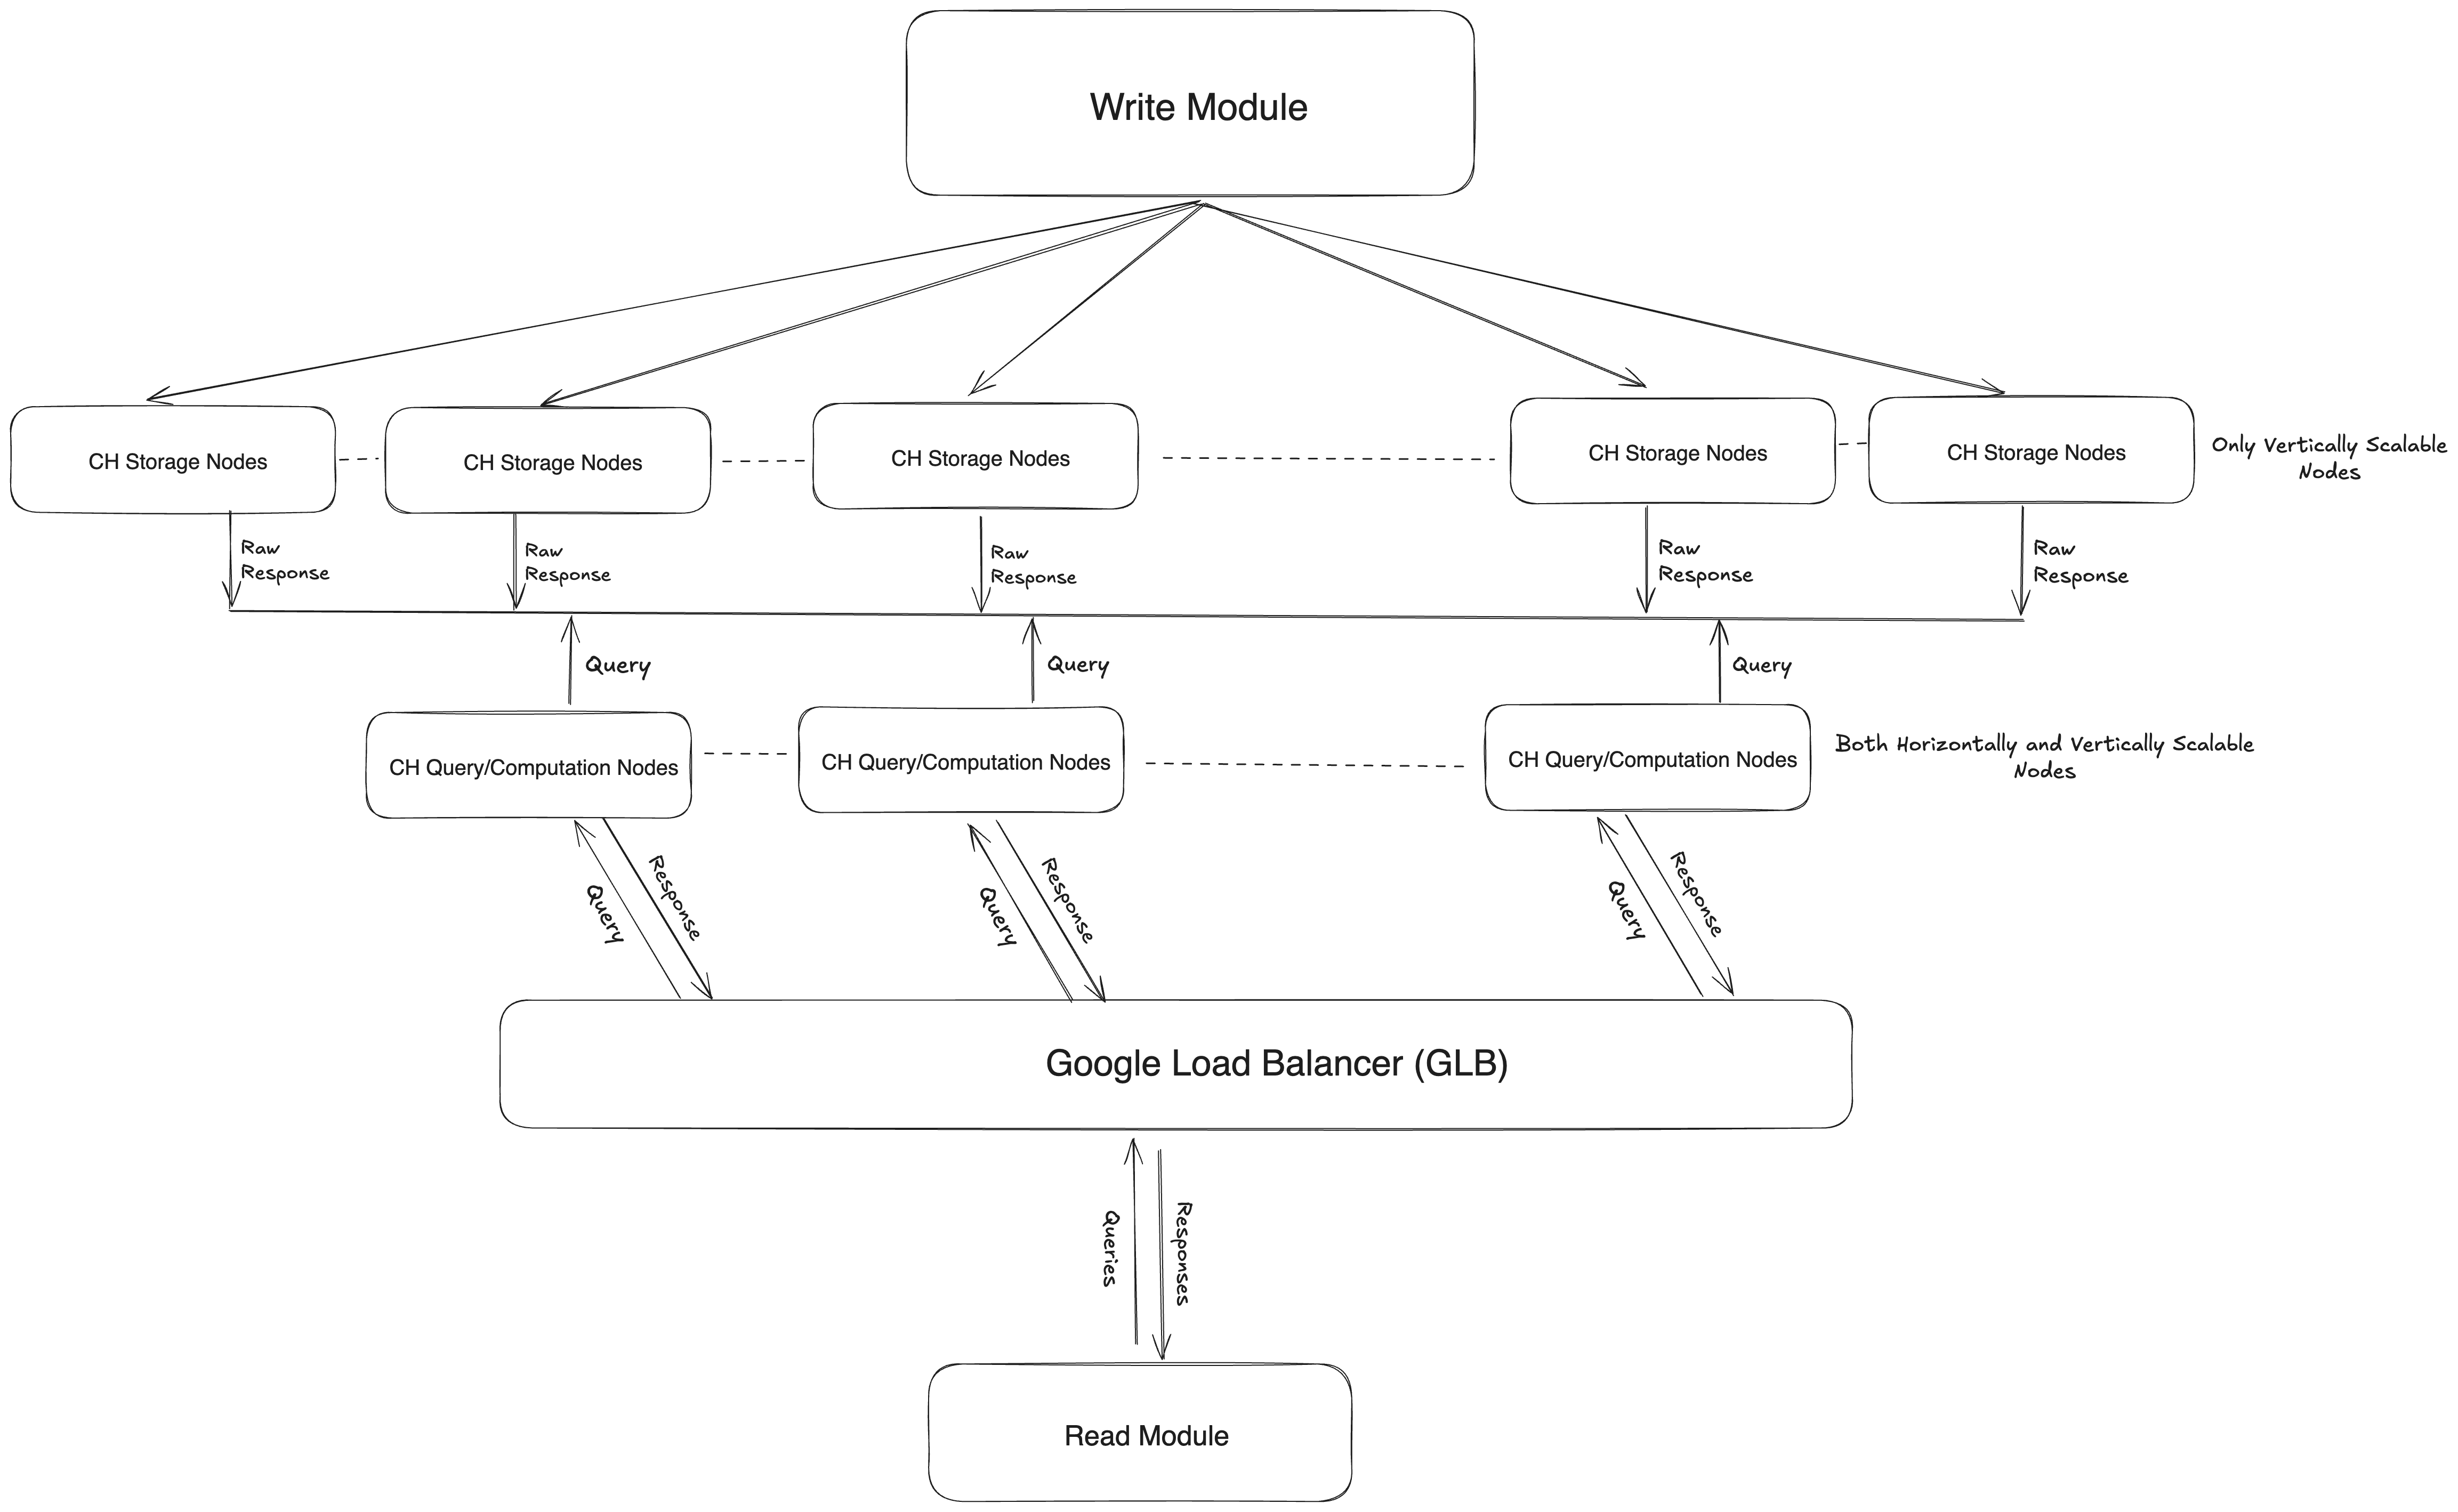 Write Module
CH Storage Nodes
CH Storage Nodes
CH Storage Nodes
CH Storage Nodes
CH Storage Nodes
Only Vertically Scalable
Nodes
Raw
Response
Raw
Response
Raw
Response
Raw
Response
Raw
Response
Query
Query
Query
CH Query/Computation Nodes
CH Query/Computation Nodes
CH Query/Computation Nodes
Both Horizontally and Vertically Scalable
Nodes
Query
Response
Query
Response
Query
Response
Google Load Balancer (GLB)
Queries
Responses
Read Module